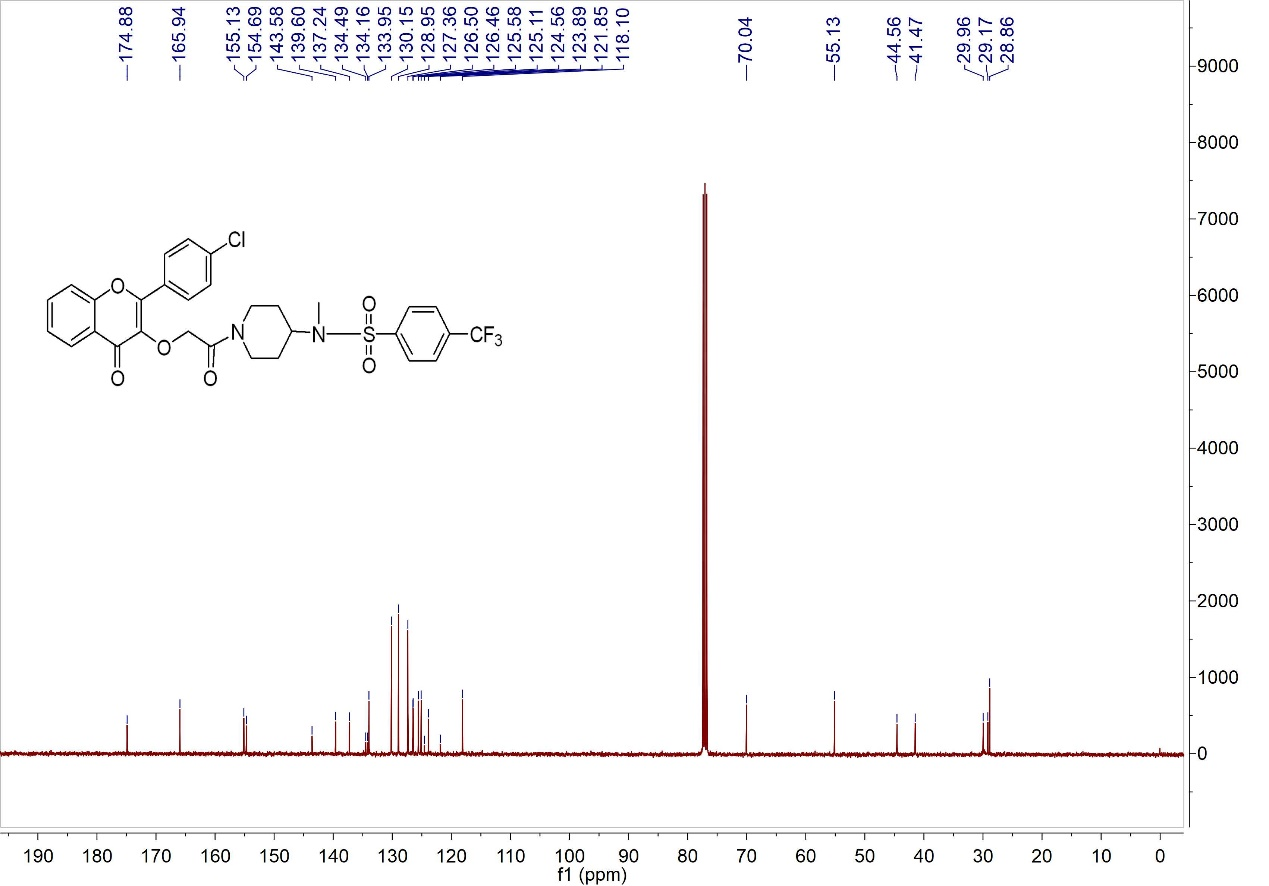 174.88
165.94
155.13
154.69
143.58
139.60
137.24
134.49
134.16
133.95
130.15
128.95
127.36
126.50
126.46
125.58
125.11
124.56
123.89
121.85
118.10
70.04
55.13
44.56
41.47
29.96
29.17
28.86
9000
8000
7000
6000
5000
4000
3000
2000
1000
0
Cl
O
O
O
O
N
N
S
O
O
CF3
190 180 170 160 150 140 130 120 110 100 90 80 70 60 50 40 30 20 10 0
f1 (ppm)